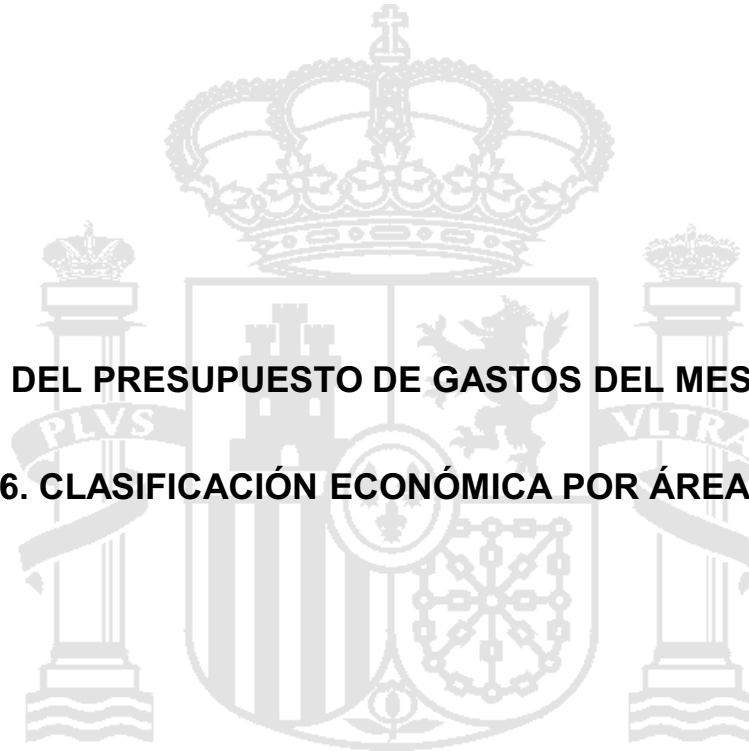 DEL PRESUPUESTO DE GASTOS DEL MES
6. CLASIFICACIÓN ECONÓMICA POR ÁREA
PLVS
VLTRA